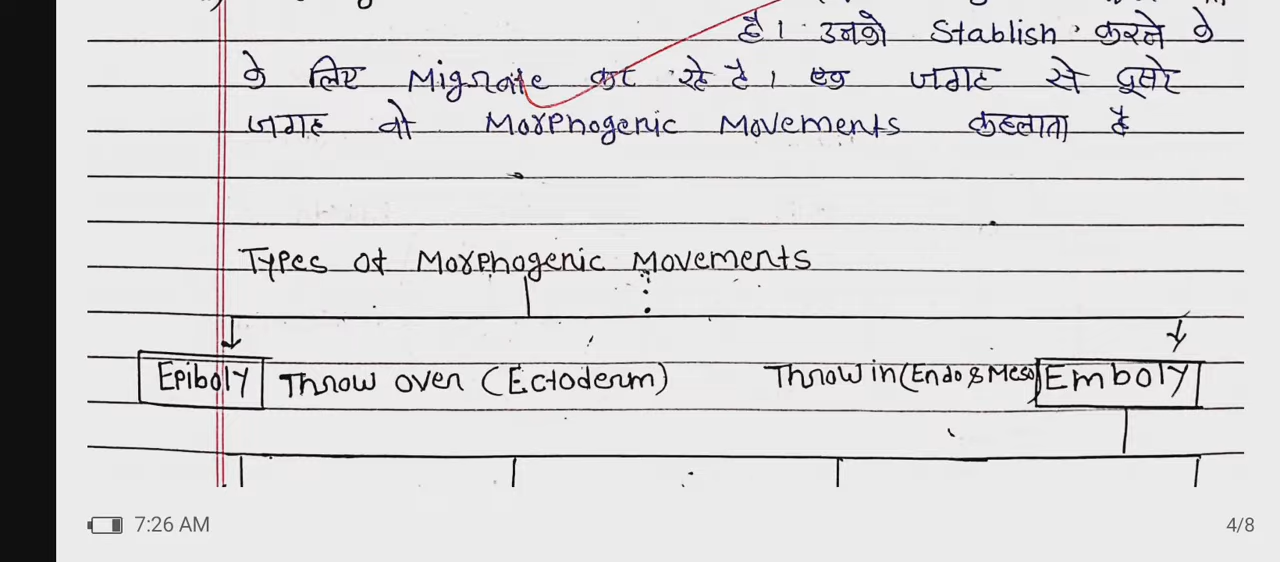 है। उनको Stablish करने के
के लिए Migrate कर रहे है। एक जगह से दूसरे
जगह वो Morphogenic Movements कहलाता है
Types of Morphogenic Movements
Epiboly Throw over (Ectoderm) Throw in (Endo & Meso) Emboly
7:26 AM 4/8